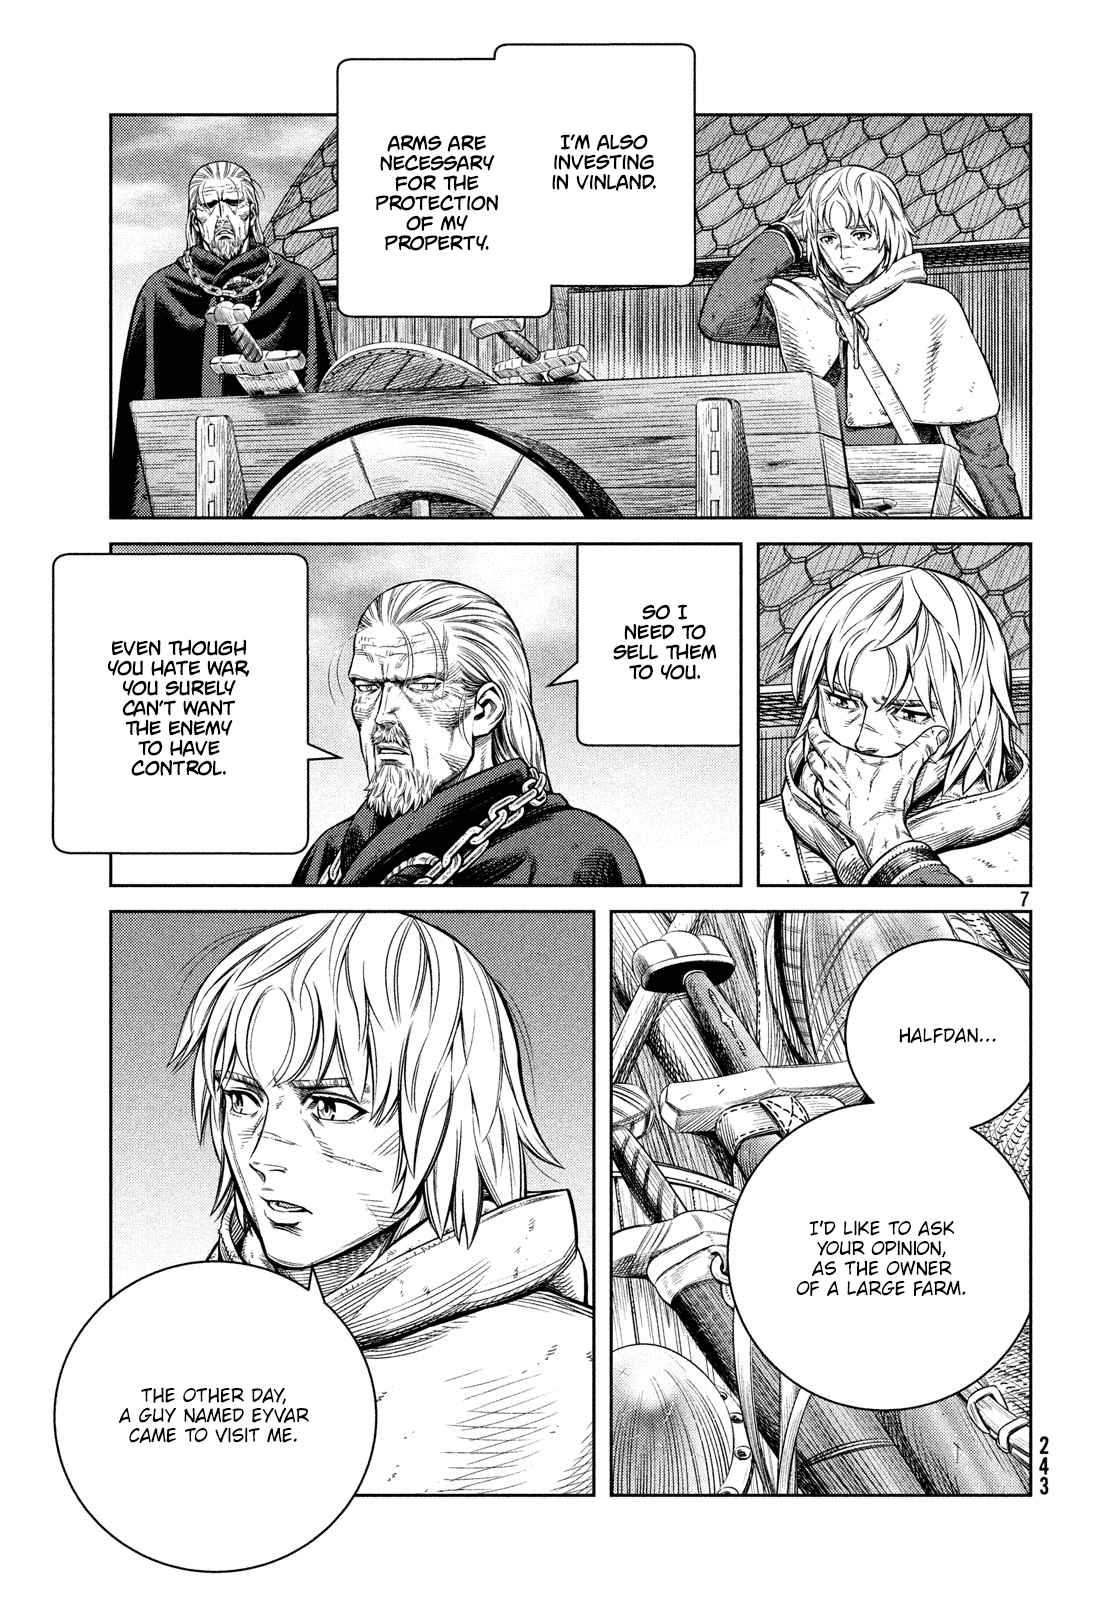 I'M ALSO
INVESTING
IN VINLAND.
ARMS ARE
NECESSARY
FOR THE
PROTECTION
OF MY
PROPERTY.
SO I
NEED TO
SELL THEM
TO YOU.
EVEN THOUGH
YOU HATE WAR,
YOU SURELY
CAN'T WANT
THE ENEMY
TO HAVE
CONTROL.
7
HALFDAN...
I'D LIKE TO ASK
YOUR OPINION,
AS THE OWNER
OF A LARGE FARM.
THE OTHER DAY,
A GUY NAMED EYVAR
CAME TO VISIT ME.
243